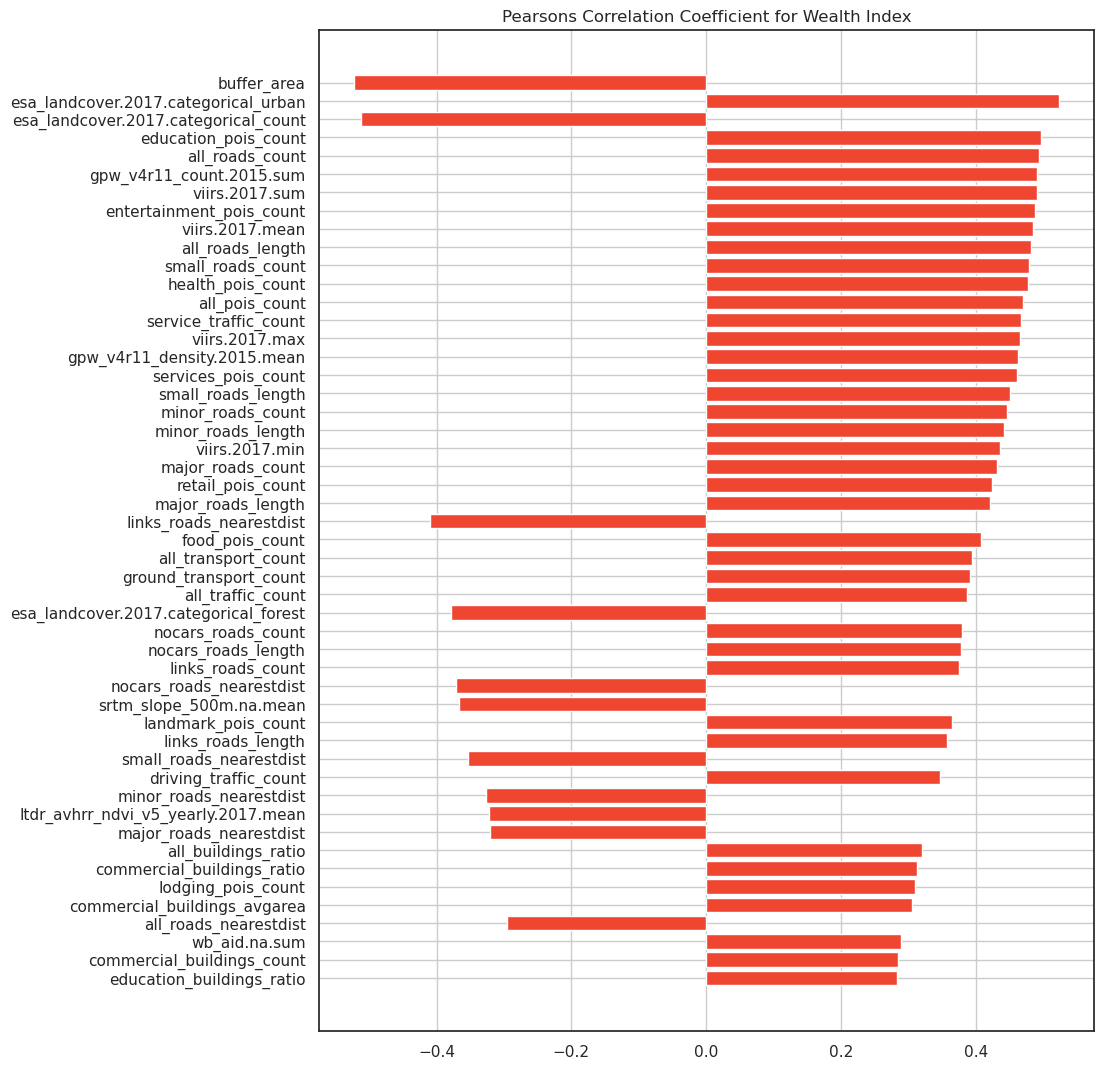 Pearsons Correlation Coefficient for Wealth Index
buffer_area
esa_landcover.2017.categorical_urban
esa_landcover.2017.categorical_count
education_pois_count
all_roads_count
gpw_v4r11_count.2015.sum
viirs.2017.sum
entertainment_pois_count
viirs.2017.mean
all_roads_length
small_roads_count
health_pois_count
all_pois_count
service_traffic_count
viirs.2017.max
gpw_v4r11_density.2015.mean
services_pois_count
small_roads_length
minor_roads_count
minor_roads_length
viirs.2017.min
major_roads_count
retail_pois_count
major_roads_length
links_roads_nearestdist
food_pois_count
all_transport_count
ground_transport_count
all_traffic_count
esa_landcover.2017.categorical_forest
nocars_roads_count
nocars_roads_length
links_roads_count
nocars_roads_nearestdist
srtm_slope_500m.na.mean
landmark_pois_count
links_roads_length
small_roads_nearestdist
driving_traffic_count
minor_roads_nearestdist
ltdr_avhrr_ndvi_v5_yearly.2017.mean
major_roads_nearestdist
all_buildings_ratio
commercial_buildings_ratio
lodging_pois_count
commercial_buildings_avgarea
all_roads_nearestdist
wb_aid.na.sum
commercial_buildings_count
education_buildings_ratio
−0.4 −0.2 0.0 0.2 0.4